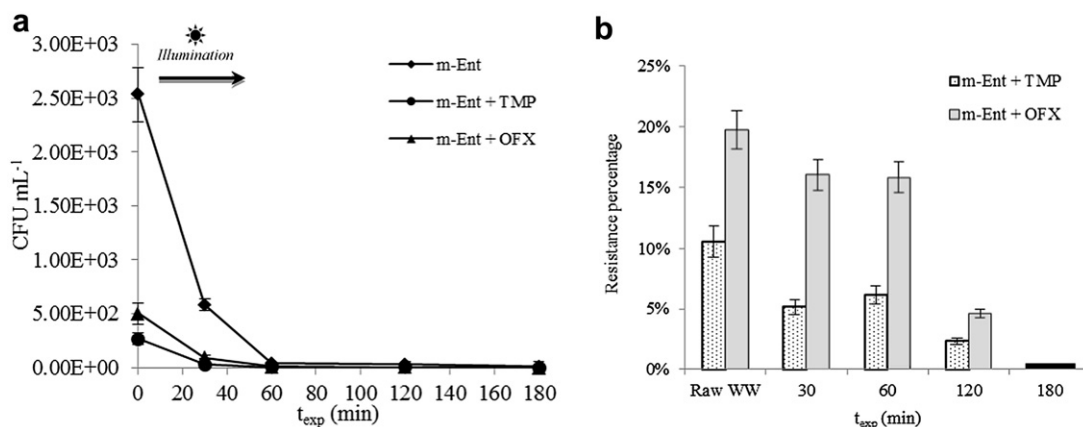 a
3.00E+03
2.50E+03
2.00E+03
1.50E+03
1.00E+03
5.00E+02
0.00E+00
CFU mL⁻¹
Illumination
m-Ent
m-Ent + TMP
m-Ent + OFX
0 20 40 60 80 100 120 140 160 180
t_exp (min)
b
25%
20%
15%
10%
5%
0%
Resistance percentage
m-Ent + TMP
m-Ent + OFX
Raw WW 30 60 120 180
t_exp (min)